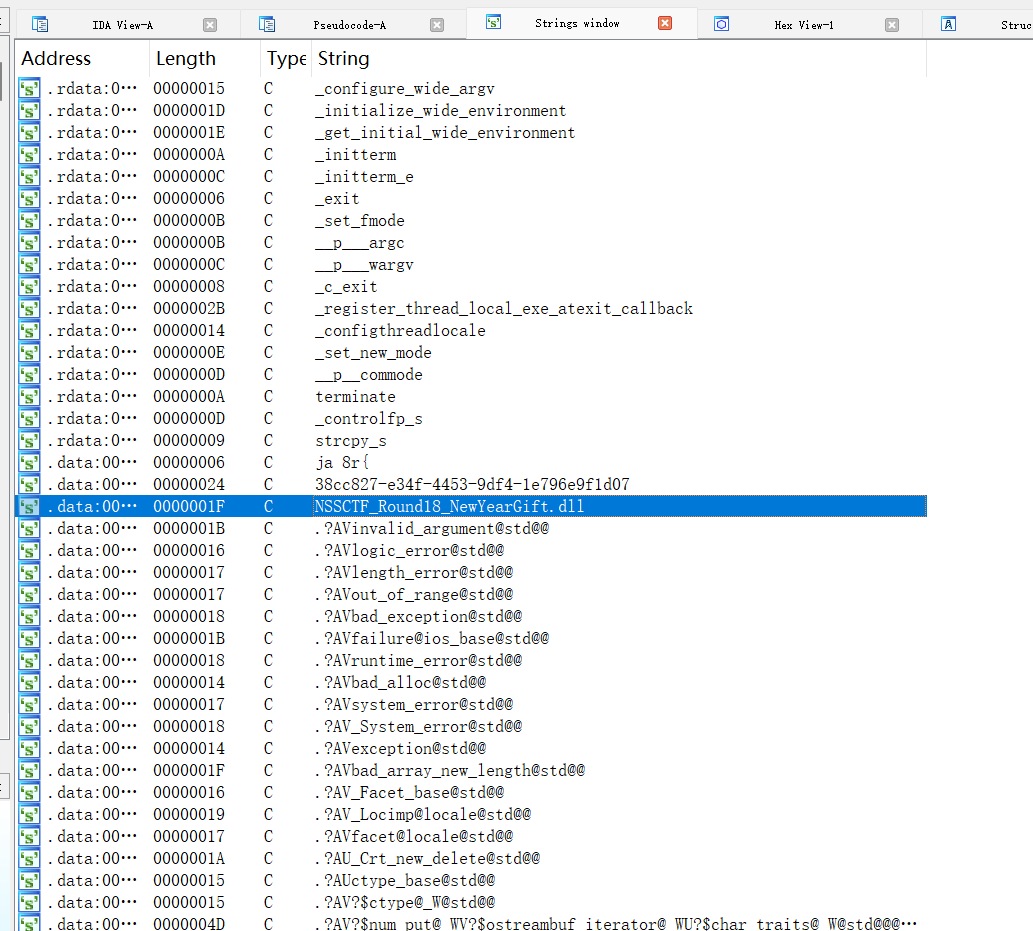 IDA View-A Pseudocode-A Strings window Hex View-1 Struc
Address Length Type String
.rdata:0… 00000015 C _configure_wide_argv
.rdata:0… 0000001D C _initialize_wide_environment
.rdata:0… 0000001E C _get_initial_wide_environment
.rdata:0… 0000000A C _initterm
.rdata:0… 0000000C C _initterm_e
.rdata:0… 00000006 C _exit
.rdata:0… 0000000B C _set_fmode
.rdata:0… 0000000B C __p___argc
.rdata:0… 0000000C C __p___wargv
.rdata:0… 00000008 C _c_exit
.rdata:0… 0000002B C _register_thread_local_exe_atexit_callback
.rdata:0… 00000014 C _configthreadlocale
.rdata:0… 0000000E C _set_new_mode
.rdata:0… 0000000D C __p__commode
.rdata:0… 0000000A C terminate
.rdata:0… 0000000D C _controlfp_s
.rdata:0… 00000009 C strcpy_s
.data:00… 00000006 C ja 8r{
.data:00… 00000024 C 38cc827-e34f-4453-9df4-1e796e9f1d07
.data:00… 0000001F C NSSCTF_Round18_NewYearGift.dll
.data:00… 0000001B C .?AVinvalid_argument@std@@
.data:00… 00000016 C .?AVlogic_error@std@@
.data:00… 00000017 C .?AVlength_error@std@@
.data:00… 00000017 C .?AVout_of_range@std@@
.data:00… 00000018 C .?AVbad_exception@std@@
.data:00… 0000001B C .?AVfailure@ios_base@std@@
.data:00… 00000018 C .?AVruntime_error@std@@
.data:00… 00000014 C .?AVbad_alloc@std@@
.data:00… 00000017 C .?AVsystem_error@std@@
.data:00… 00000018 C .?AV_System_error@std@@
.data:00… 00000014 C .?AVexception@std@@
.data:00… 0000001F C .?AVbad_array_new_length@std@@
.data:00… 00000016 C .?AV_Facet_base@std@@
.data:00… 00000019 C .?AV_Locimp@locale@std@@
.data:00… 00000017 C .?AVfacet@locale@std@@
.data:00… 0000001A C .?AU_Crt_new_delete@std@@
.data:00… 00000015 C .?AUctype_base@std@@
.data:00… 00000015 C .?AV?$ctype@_W@std@@
.data:00… 0000004D C .?AV?$num_put@_WV?$ostreambuf_iterator@_WU?$char_traits@_W@std@@@…